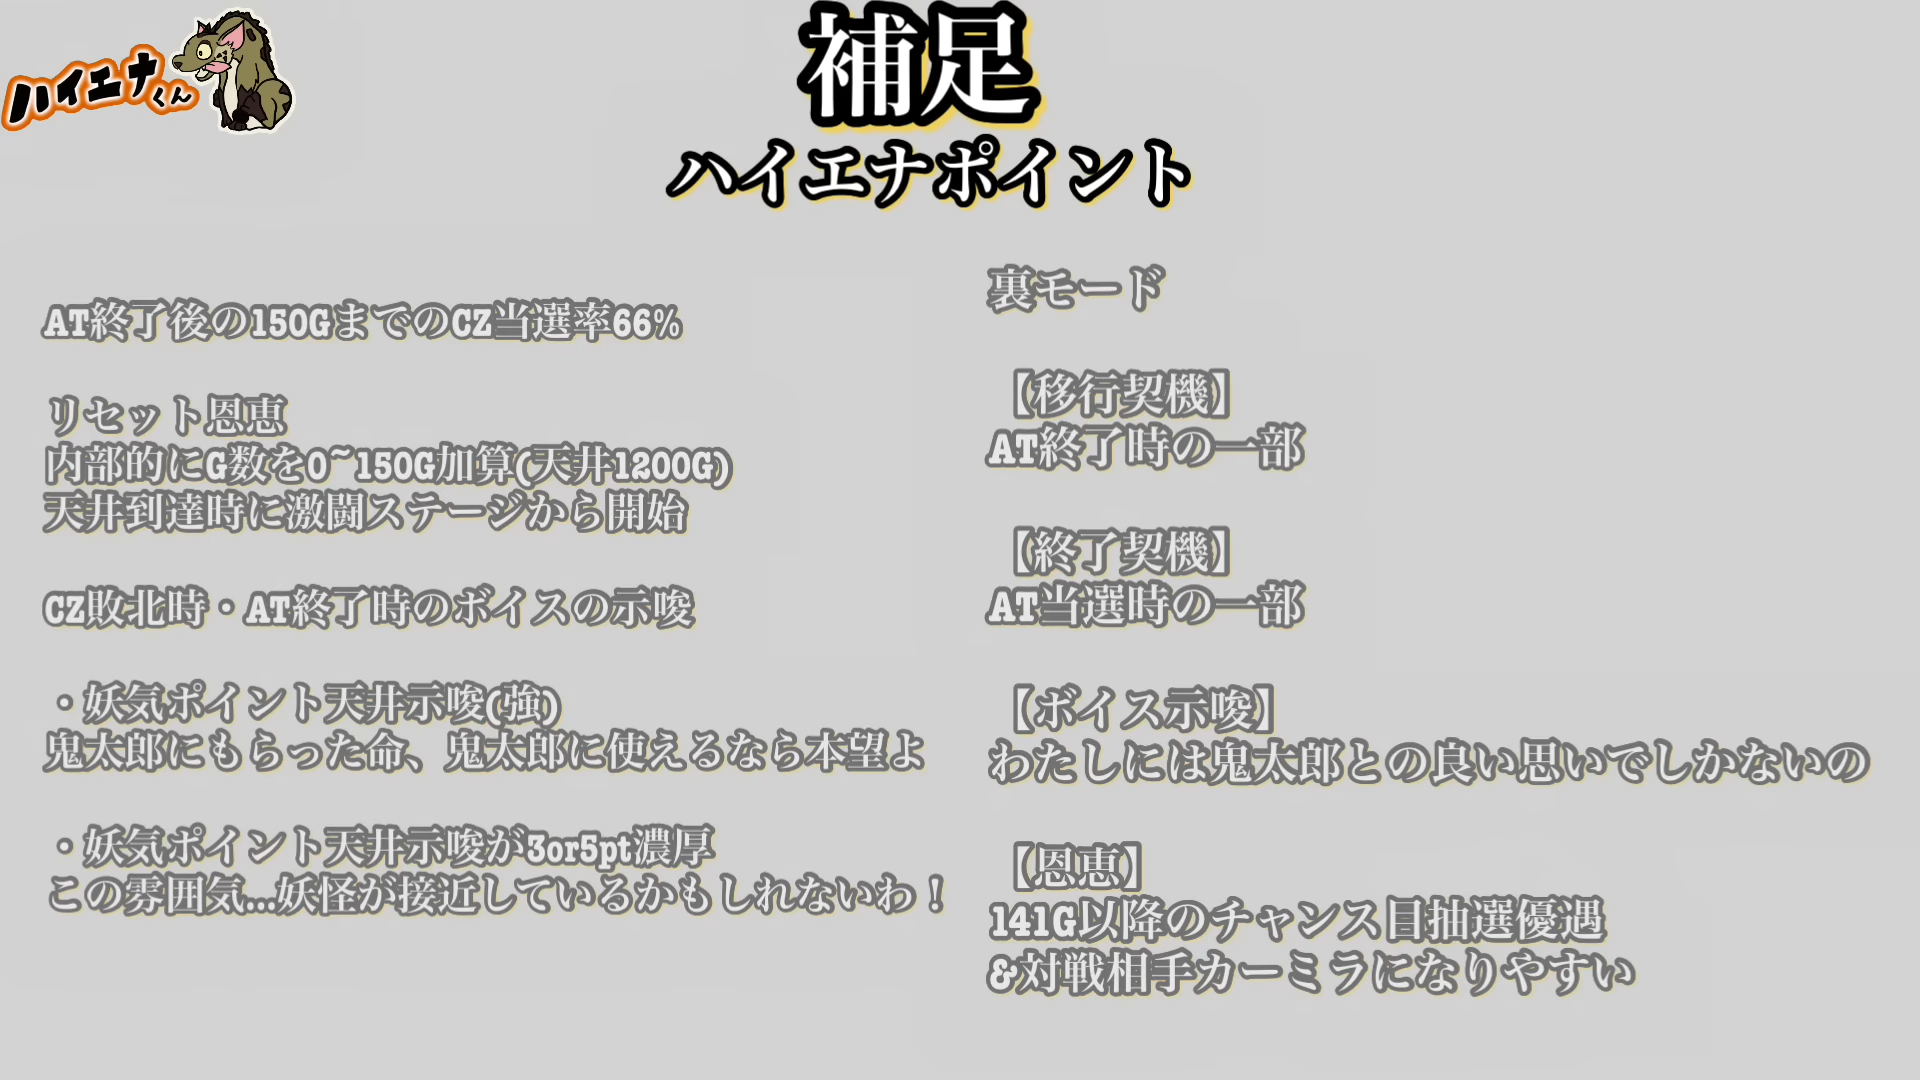 ハイエナくん
補足
ハイエナポイント
AT終了後の150GまでのCZ当選率66%
リセット恩恵
内部的にG数を0~150G加算(天井1200G)
天井到達時に激闘ステージから開始
CZ敗北時・AT終了時のボイスの示唆
・妖気ポイント天井示唆(強)
鬼太郎にもらった命、鬼太郎に使えるなら本望よ
・妖気ポイント天井示唆が3or5pt濃厚
この雰囲気...妖怪が接近しているかもしれないわ！
裏モード
【移行契機】
AT終了時の一部
【終了契機】
AT当選時の一部
【ボイス示唆】
わたしには鬼太郎との良い思いでしかないの
【恩恵】
141G以降のチャンス目抽選優遇
&対戦相手カーミラになりやすい